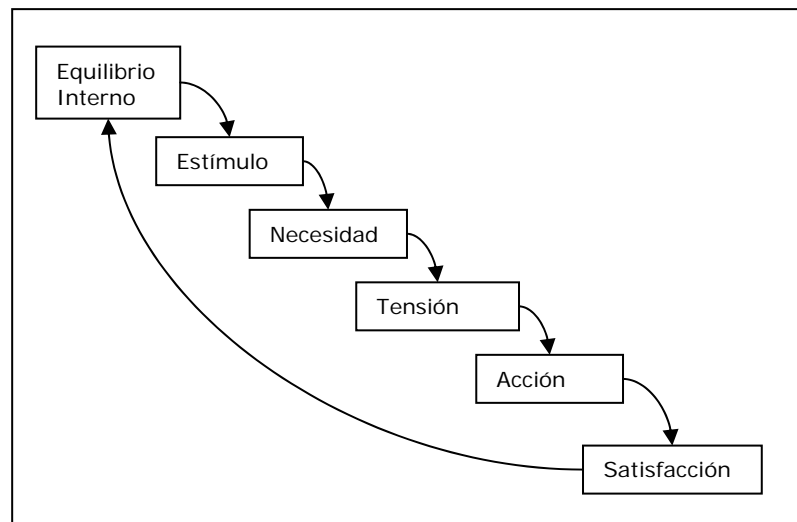 Equilibrio
Interno
Estímulo
Necesidad
Tensión
Acción
Satisfacción